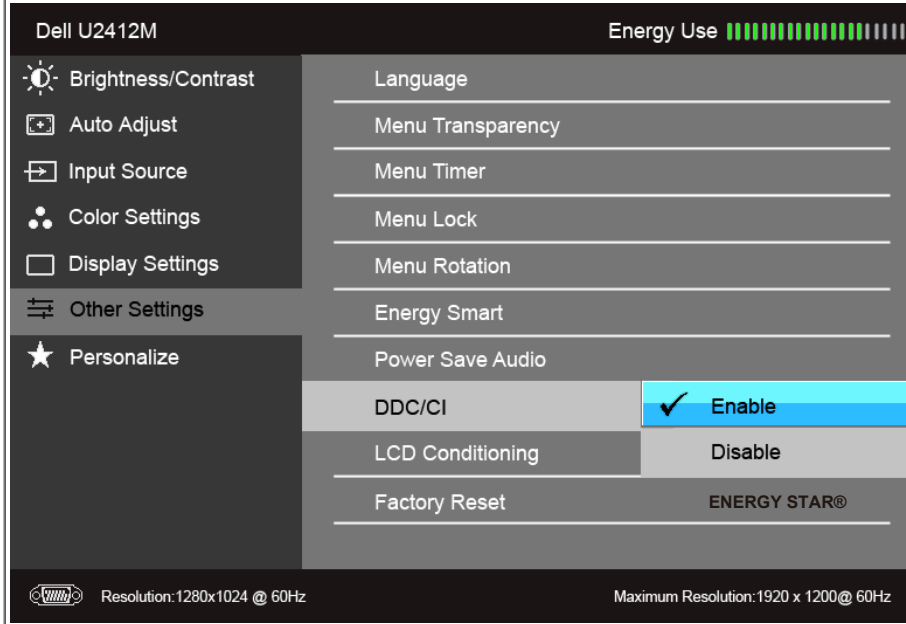 Dell U2412M Energy Use
Brightness/Contrast Language
Auto Adjust Menu Transparency
Input Source Menu Timer
Color Settings Menu Lock
Display Settings Menu Rotation
Other Settings Energy Smart
Personalize Power Save Audio
DDC/CI Enable
LCD Conditioning Disable
Factory Reset ENERGY STAR®
Resolution:1280x1024 @ 60Hz Maximum Resolution:1920 x 1200@ 60Hz